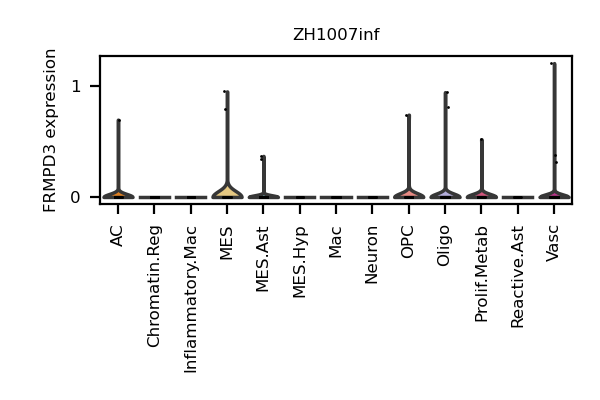 ZH1007inf
FRMPD3 expression
1
0
AC
Chromatin.Reg
Inflammatory.Mac
MES
MES.Ast
MES.Hyp
Mac
Neuron
OPC
Oligo
Prolif.Metab
Reactive.Ast
Vasc